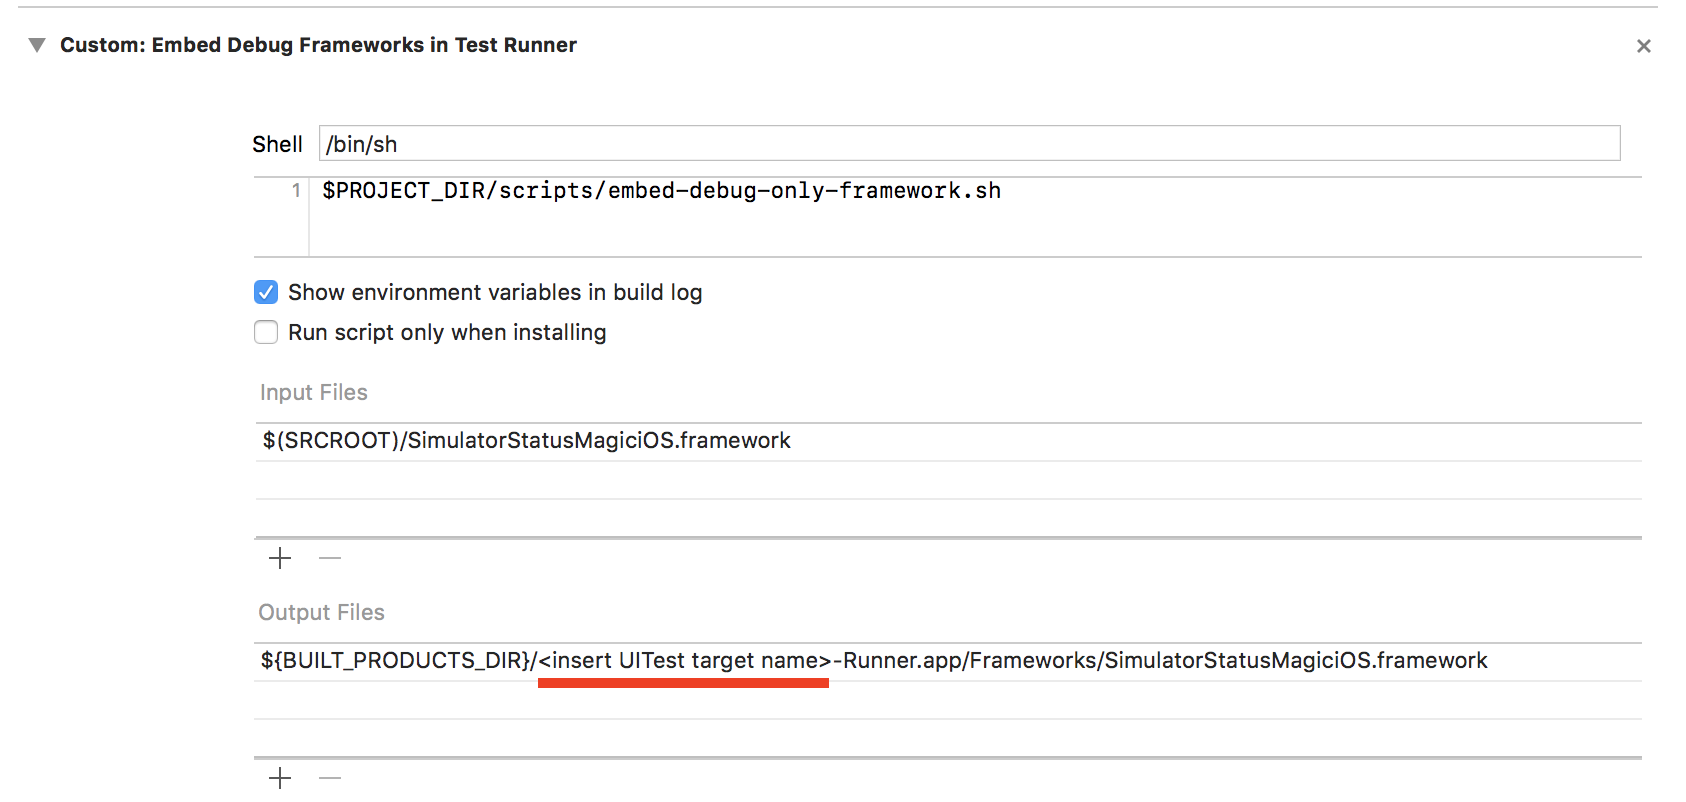 Custom: Embed Debug Frameworks in Test Runner
Shell /bin/sh
1 $PROJECT_DIR/scripts/embed-debug-only-framework.sh
Show environment variables in build log
Run script only when installing
Input Files
$(SRCROOT)/SimulatorStatusMagiciOS.framework
Output Files
${BUILT_PRODUCTS_DIR}/<insert UITest target name>-Runner.app/Frameworks/SimulatorStatusMagiciOS.framework